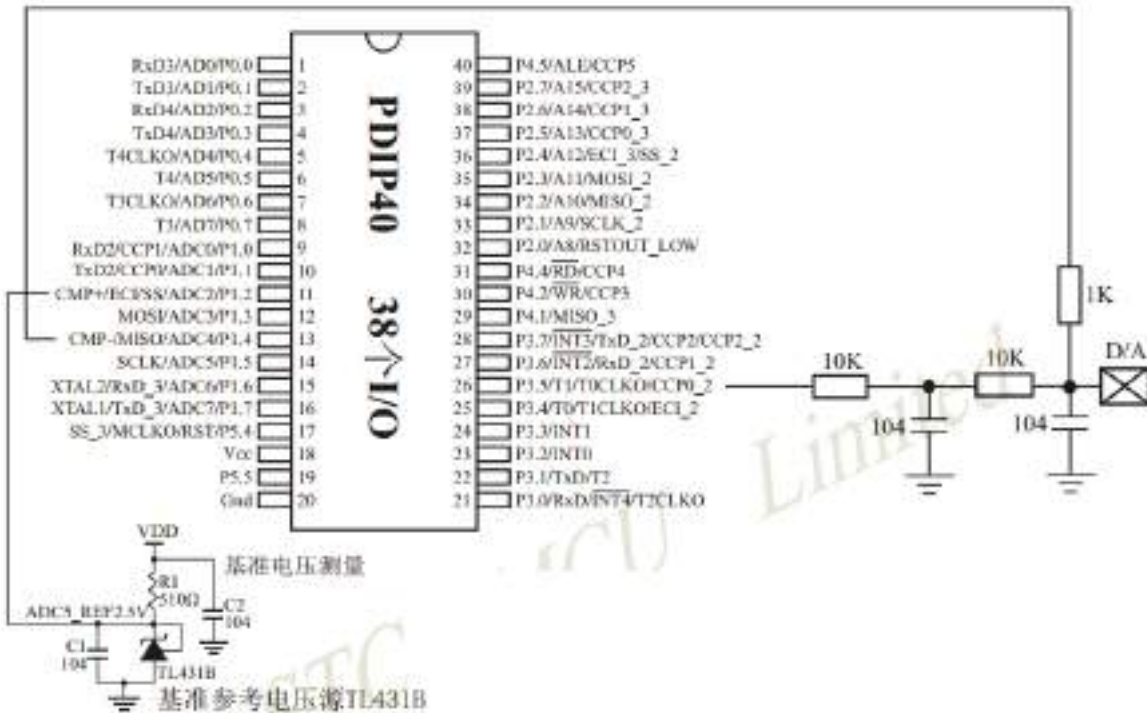 RxD3/AD0/P0.0 1
TxD3/AD1/P0.1 2
RxD4/AD2/P0.2 3
TxD4/AD3/P0.3 4
T4CLKO/AD4/P0.4 5
T4/AD5/P0.5 6
T3CLKO/AD6/P0.6 7
T3/AD7/P0.7 8
RxD2/CCP1/ADC0/P1.0 9
TxD2/CCP0/ADC1/P1.1 10
CMP+/ECI/SS/ADC2/P1.2 11
MOSI/ADC3/P1.3 12
CMP-/MISO/ADC4/P1.4 13
SCLK/ADC5/P1.5 14
XTAL2/RxD_3/ADC6/P1.6 15
XTAL1/TxD_3/ADC7/P1.7 16
SS_3/MCLKO/RST/P5.4 17
Vcc 18
P5.5 19
Gnd 20
PDIP40 38个I/O
40 P4.5/ALE/CCP5
39 P2.7/A15/CCP2_3
38 P2.6/A14/CCP1_3
37 P2.5/A13/CCP0_3
36 P2.4/A12/ECI_3/SS_2
35 P2.3/A11/MOSI_2
34 P2.2/A10/MISO_2
33 P2.1/A9/SCLK_2
32 P2.0/A8/RSTOUT_LOW
31 P4.4/RD/CCP4
30 P4.2/WR/CCP3
29 P4.1/MISO_3
28 P3.7/INT3/TxD_2/CCP2/CCP2_2
27 P3.6/INT2/RxD_2/CCP1_2
26 P3.5/T1/T0CLKO/CCP0_2
25 P3.4/T0/T1CLKO/ECI_2
24 P3.3/INT1
23 P3.2/INT0
22 P3.1/TxD/T2
21 P3.0/RxD/INT4/T2CLKO
1K
D/A
10K
10K
104
104
VDD
基准电压测量
R1
510Ω
ADC5_REF2.5V
C2
104
C1
104
TL431B
基准参考电压源TL431B
STC MCU Limited